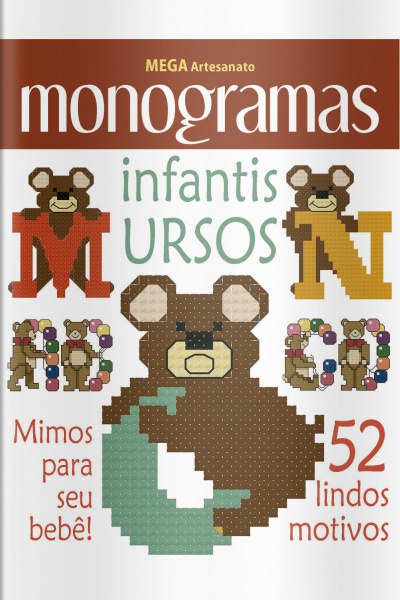 MEGA Artesanato
monogramas
infantis
URSOS
M
N
Mimos
para
seu
bebê!
52
lindos
motivos